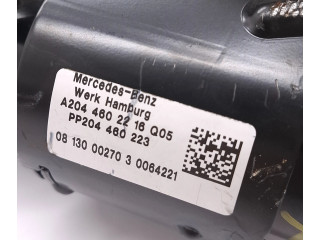 Mercedes-Benz
Werk Hamburg
A204 460 22 16 Q05
PP204 460 223
08 130 00270 3 0064221